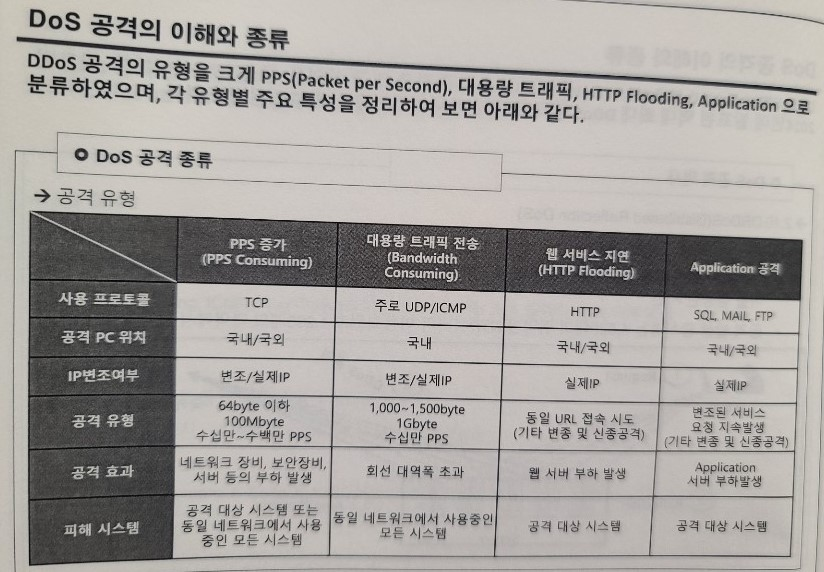 DoS 공격의 이해와 종류
DDoS 공격의 유형을 크게 PPS(Packet per Second), 대용량 트래픽, HTTP Flooding, Application 으로
분류하였으며, 각 유형별 주요 특성을 정리하여 보면 아래와 같다.
DoS 공격 종류
→ 공격 유형
PPS 증가
(PPS Consuming)
대용량 트래픽 전송
(Bandwidth
Consuming)
웹 서비스 지연
(HTTP Flooding)
Application 공격
사용 프로토콜
TCP
주로 UDP/ICMP
HTTP
SQL, MAIL, FTP
공격 PC 위치
국내/국외
국내
국내/국외
국내/국외
IP변조여부
변조/실제IP
변조/실제IP
실제IP
실제IP
공격 유형
64byte 이하
100Mbyte
수십만~수백만 PPS
1,000~1,500byte
1Gbyte
수십만 PPS
동일 URL 접속 시도
(기타 변종 및 신종공격)
변조된 서비스
요청 지속발생
(기타 변종 및 신종공격)
공격 효과
네트워크 장비, 보안장비,
서버 등의 부하 발생
회선 대역폭 초과
웹 서버 부하 발생
Application
서버 부하발생
피해 시스템
공격 대상 시스템 또는
동일 네트워크에서 사용
중인 모든 시스템
동일 네트워크에서 사용중인
모든 시스템
공격 대상 시스템
공격 대상 시스템